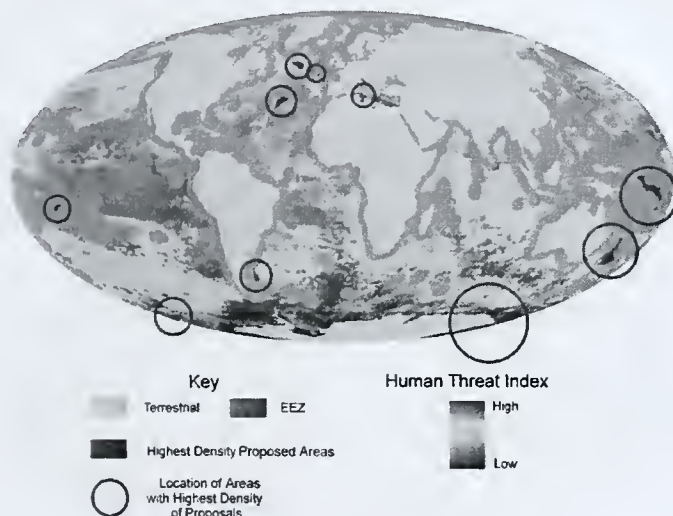 Key
Terrestrial
EEZ
Highest Density Proposed Areas
Location of Areas
with Highest Density
of Proposals
Human Threat Index
High
Low